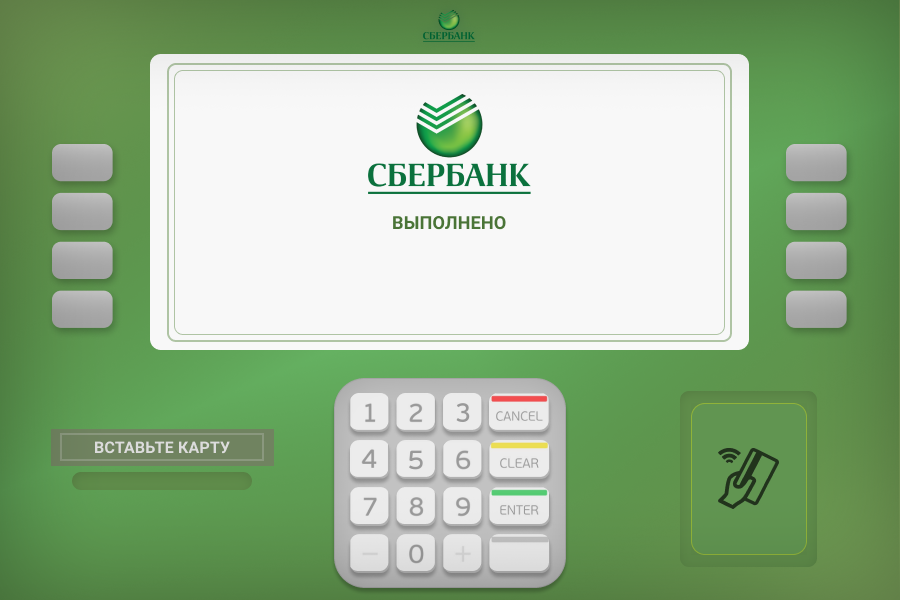 СБЕРБАНК
СБЕРБАНК
ВЫПОЛНЕНО
ВСТАВЬТЕ КАРТУ
1 2 3 CANCEL
4 5 6 CLEAR
7 8 9 ENTER
− 0 +